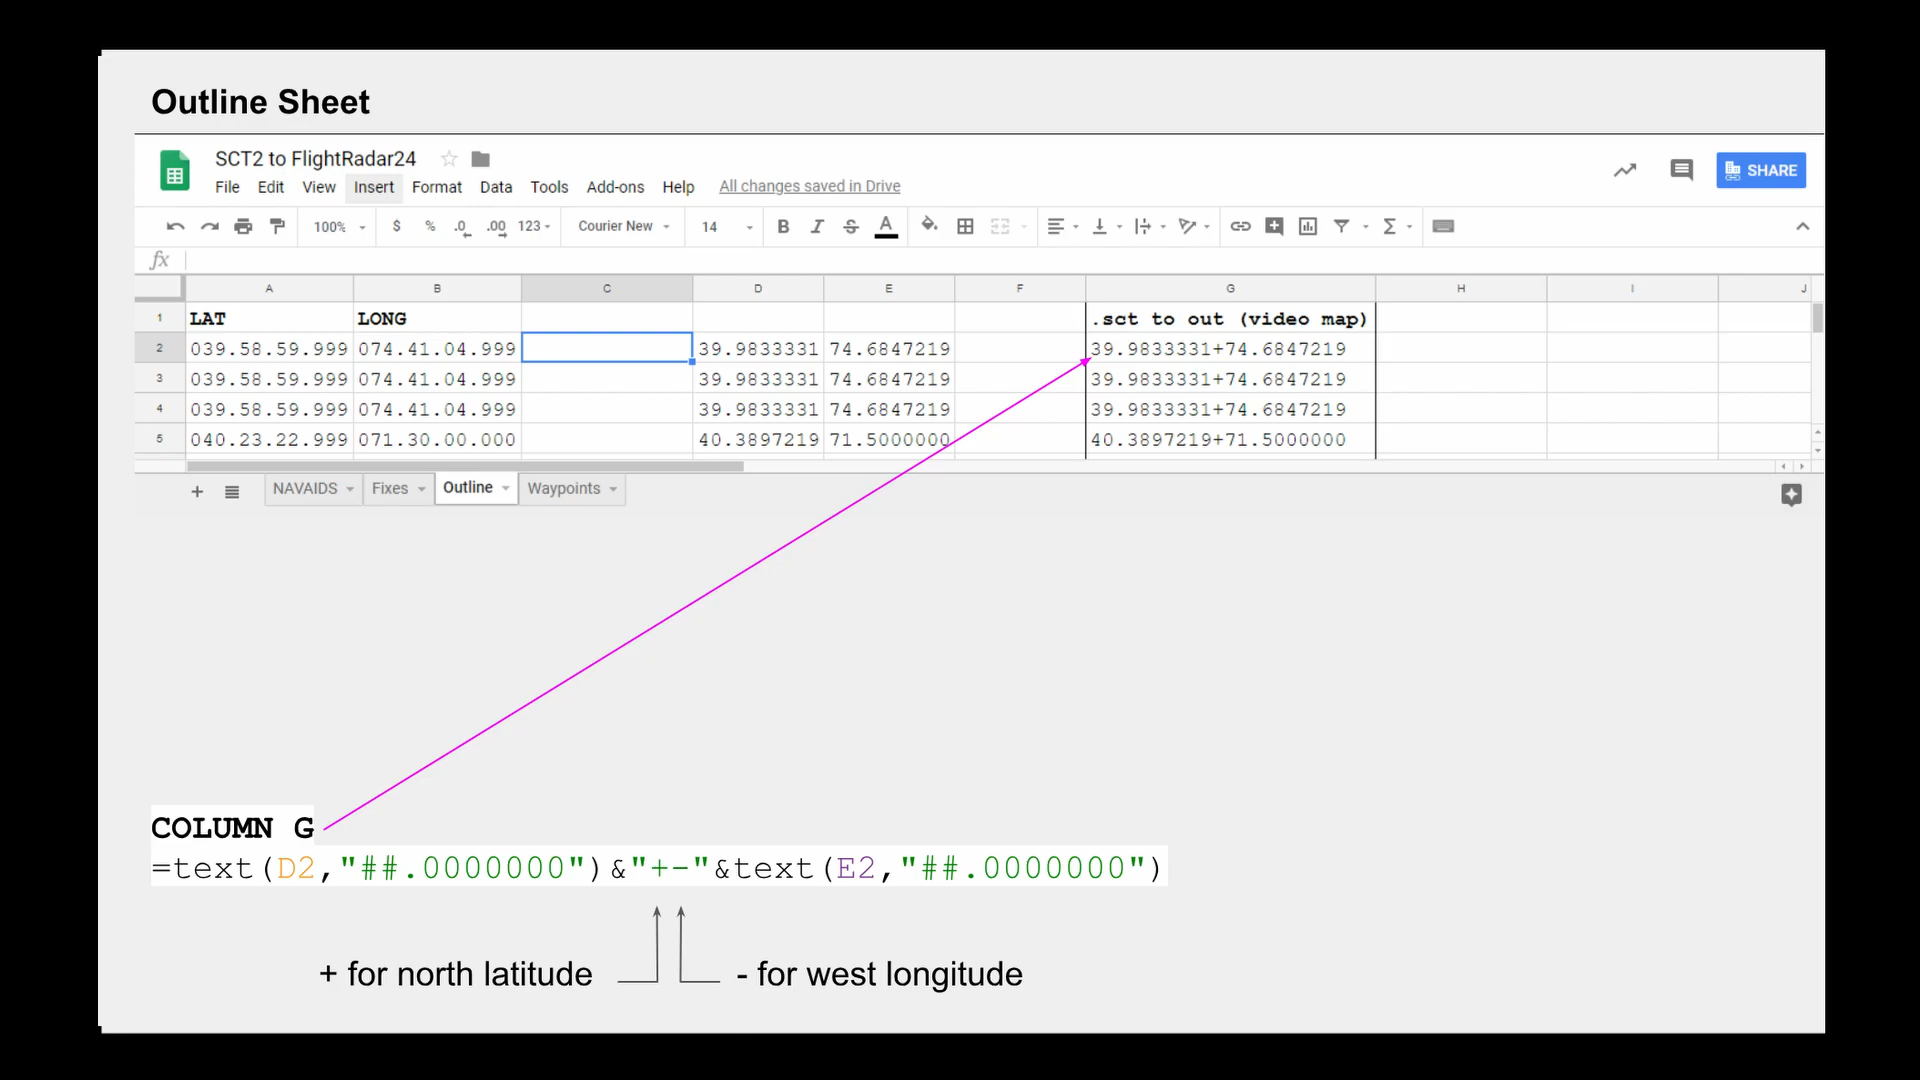 Outline Sheet
SCT2 to FlightRadar24
File Edit View Insert Format Data Tools Add-ons Help All changes saved in Drive
SHARE
100% $ % .0 .00 123 Courier New 14 B I S A
fx
A B C D E F G H I J
1 LAT LONG .sct to out (video map)
2 039.58.59.999 074.41.04.999 39.9833331 74.6847219 39.9833331+74.6847219
3 039.58.59.999 074.41.04.999 39.9833331 74.6847219 39.9833331+74.6847219
4 039.58.59.999 074.41.04.999 39.9833331 74.6847219 39.9833331+74.6847219
5 040.23.22.999 071.30.00.000 40.3897219 71.5000000 40.3897219+71.5000000
NAVAIDS Fixes Outline Waypoints
COLUMN G
=text(D2,"##.0000000")&"+-"&text(E2,"##.0000000")
+ for north latitude - for west longitude